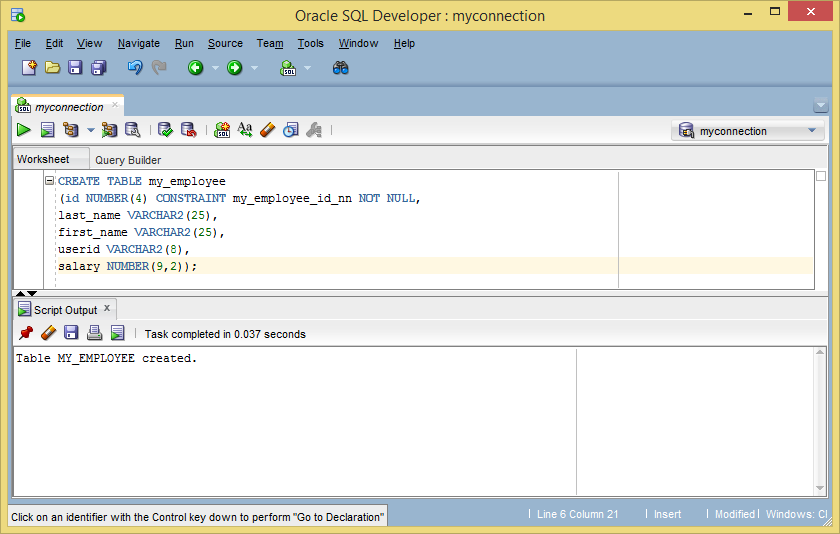 Oracle SQL Developer : myconnection
File Edit View Navigate Run Source Team Tools Window Help
myconnection
myconnection
Worksheet Query Builder
CREATE TABLE my_employee
(id NUMBER(4) CONSTRAINT my_employee_id_nn NOT NULL,
last_name VARCHAR2(25),
first_name VARCHAR2(25),
userid VARCHAR2(8),
salary NUMBER(9,2));
Script Output
Task completed in 0.037 seconds
Table MY_EMPLOYEE created.
Click on an identifier with the Control key down to perform "Go to Declaration" Line 6 Column 21 Insert Modified Windows: